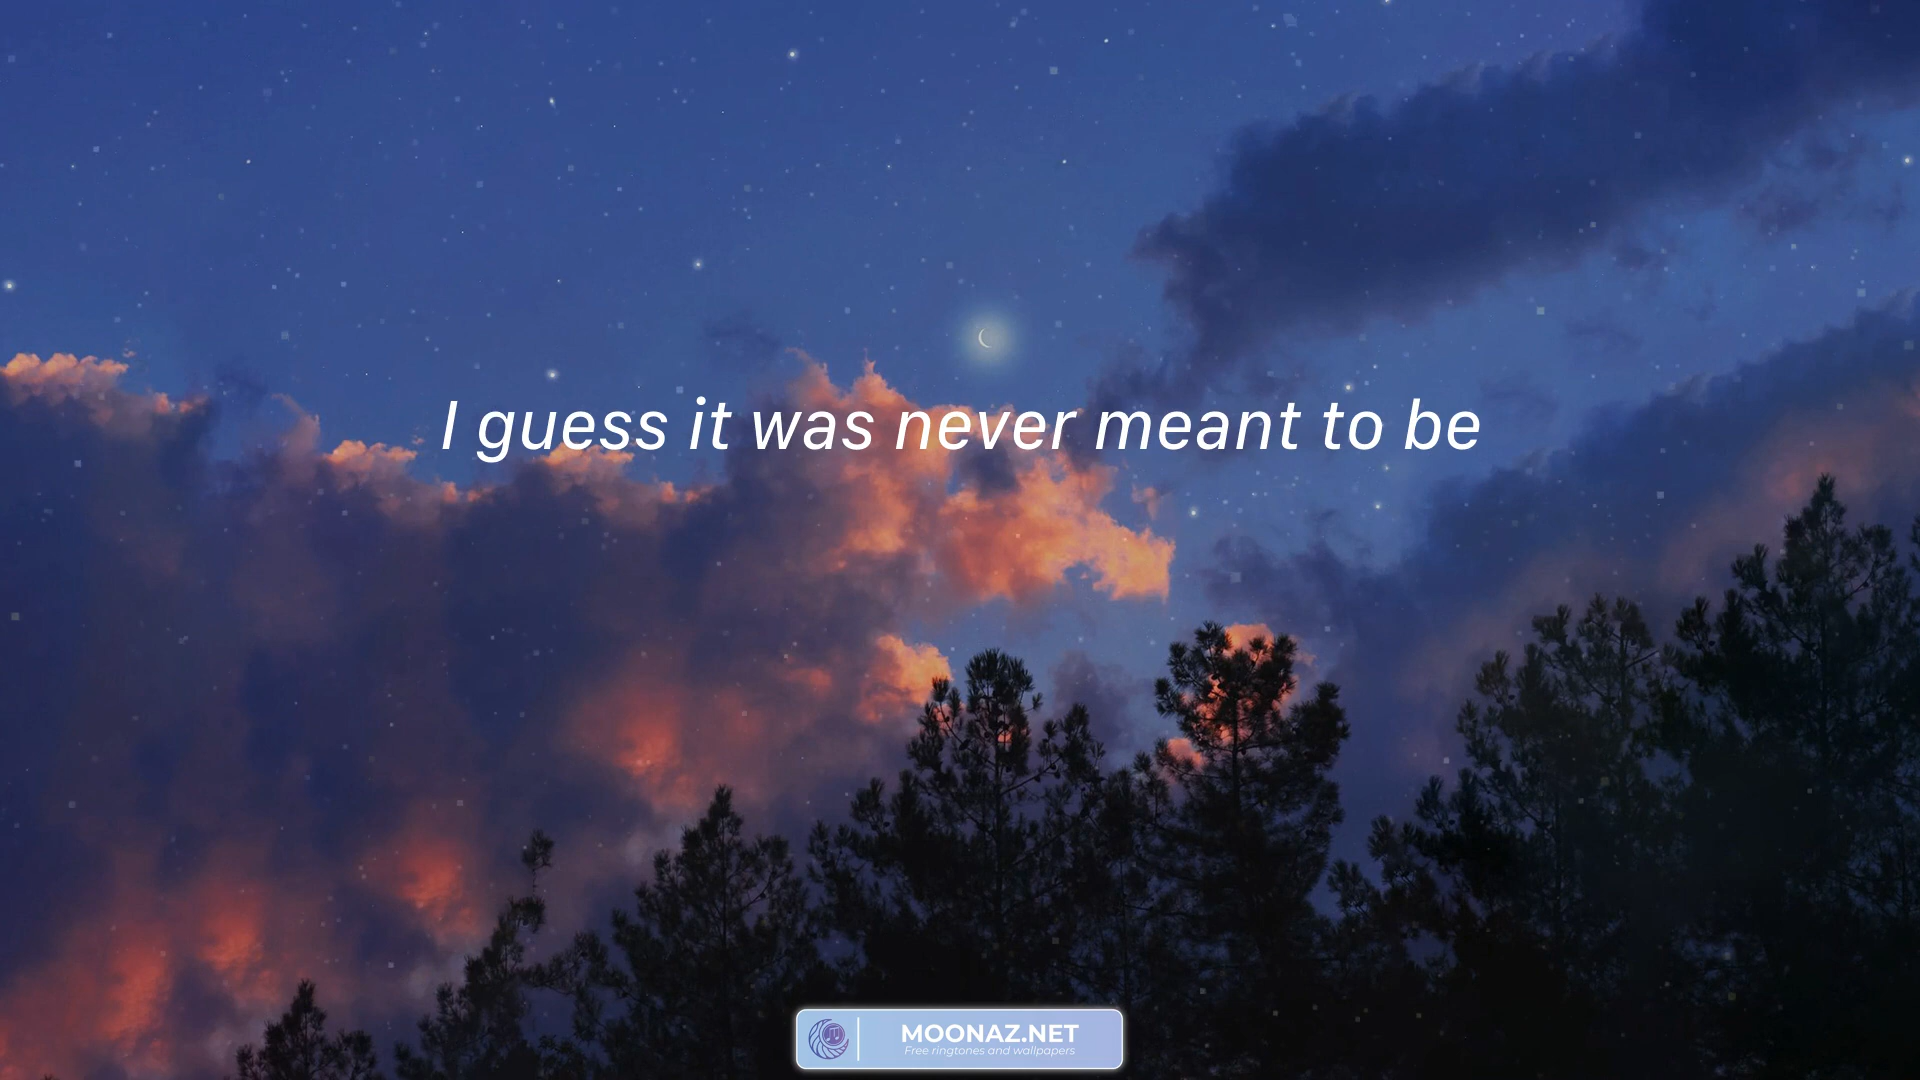 I guess it was never meant to be
MOONAZ.NET
Free ringtones and wallpapers